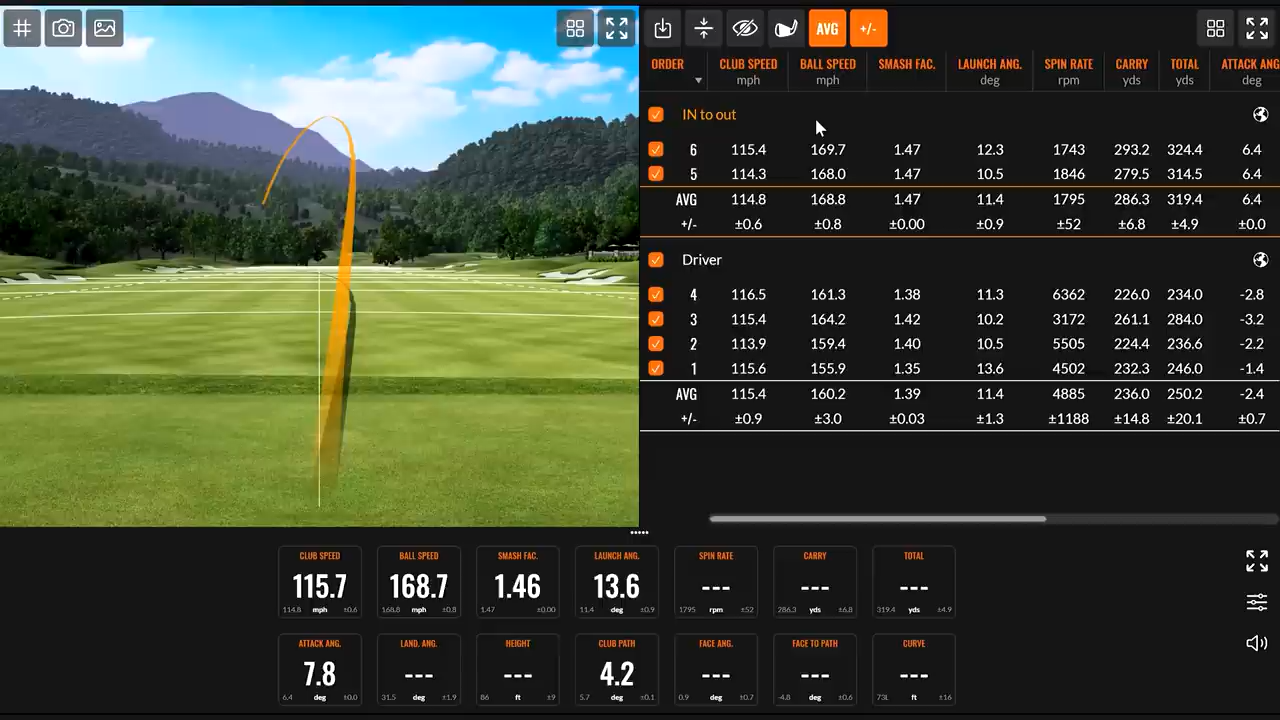 AVG +/-
ORDER CLUB SPEED BALL SPEED SMASH FAC. LAUNCH ANG. SPIN RATE CARRY TOTAL ATTACK ANG
mph mph deg rpm yds yds deg
IN to out
6 115.4 169.7 1.47 12.3 1743 293.2 324.4 6.4
5 114.3 168.0 1.47 10.5 1846 279.5 314.5 6.4
AVG 114.8 168.8 1.47 11.4 1795 286.3 319.4 6.4
+/- ±0.6 ±0.8 ±0.00 ±0.9 ±52 ±6.8 ±4.9 ±0.0
Driver
4 116.5 161.3 1.38 11.3 6362 226.0 234.0 -2.8
3 115.4 164.2 1.42 10.2 3172 261.1 284.0 -3.2
2 113.9 159.4 1.40 10.5 5505 224.4 236.6 -2.2
1 115.6 155.9 1.35 13.6 4502 232.3 246.0 -1.4
AVG 115.4 160.2 1.39 11.4 4885 236.0 250.2 -2.4
+/- ±0.9 ±3.0 ±0.03 ±1.3 ±1188 ±14.8 ±20.1 ±0.7
CLUB SPEED BALL SPEED SMASH FAC. LAUNCH ANG. SPIN RATE CARRY TOTAL
115.7 168.7 1.46 13.6 --- --- ---
114.8 mph ±0.6 168.8 mph ±0.8 1.47 ±0.00 11.4 deg ±0.9 1795 rpm ±52 286.3 yds ±6.8 319.4 yds ±4.9
ATTACK ANG. LAND. ANG. HEIGHT CLUB PATH FACE ANG. FACE TO PATH CURVE
7.8 --- --- 4.2 --- --- ---
6.4 deg ±0.0 31.5 deg ±1.9 86 ft ±9 5.7 deg ±0.1 0.9 deg ±0.7 -4.8 deg ±0.6 73L ft ±16